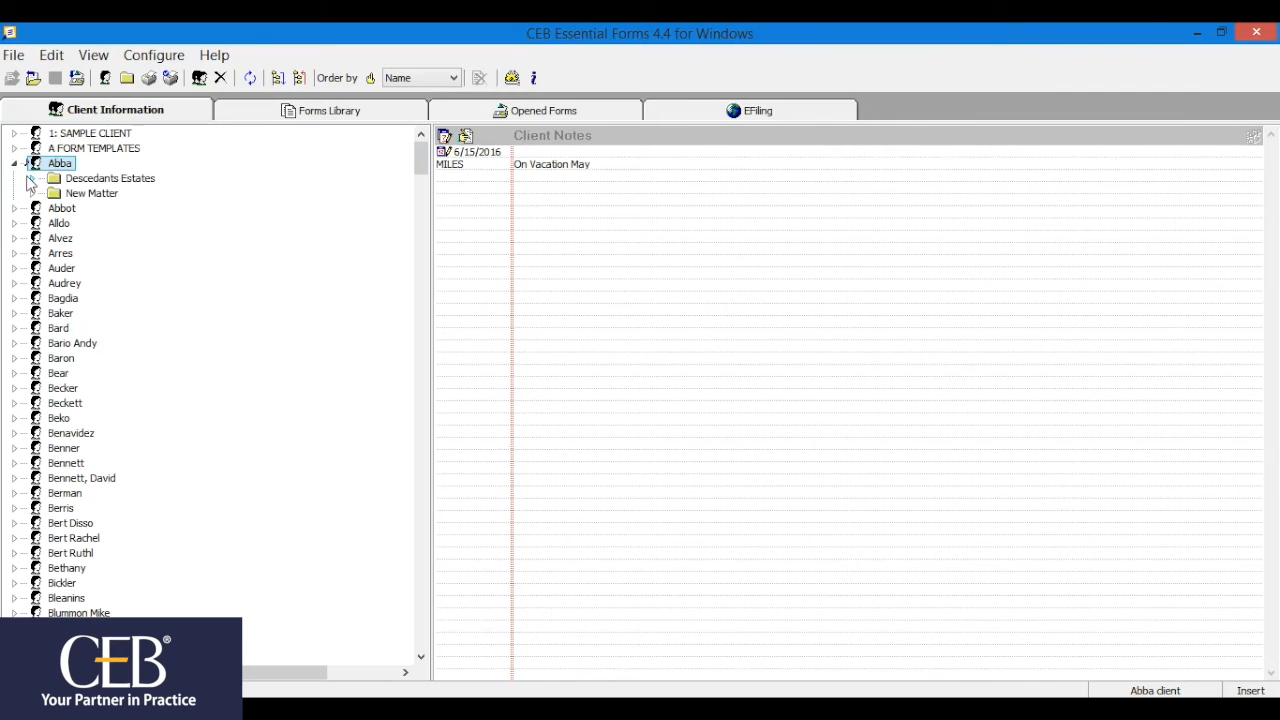 CEB Essential Forms 4.4 for Windows
File Edit View Configure Help
Order by Name
Client Information Forms Library Opened Forms EFiling
1: SAMPLE CLIENT
A FORM TEMPLATES
Abba
Descedants Estates
New Matter
Abbot
Alldo
Alvez
Arres
Auder
Audrey
Bagdia
Baker
Bard
Bario Andy
Baron
Bear
Becker
Beckett
Beko
Benavidez
Benner
Bennett
Bennett, David
Berman
Berris
Bert Disso
Bert Rachel
Bert Ruthl
Bethany
Bickler
Bleanins
Blummon Mike
Client Notes
6/15/2016
MILES On Vacation May
CEB®
Your Partner in Practice
Abba client Insert